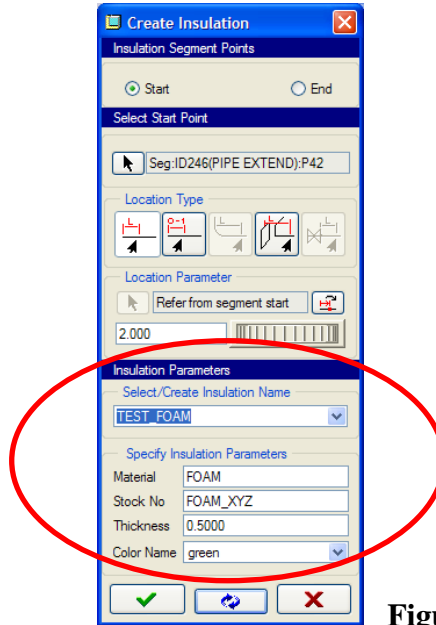 Create Insulation
Insulation Segment Points
Start End
Select Start Point
Seg:ID246(PIPE EXTEND):P42
Location Type
L 0-1 L L L
Location Parameter
Refer from segment start
2.000
Insulation Parameters
Select/Create Insulation Name
TEST_FOAM
Specify Insulation Parameters
Material FOAM
Stock No FOAM_XYZ
Thickness 0.5000
Color Name green